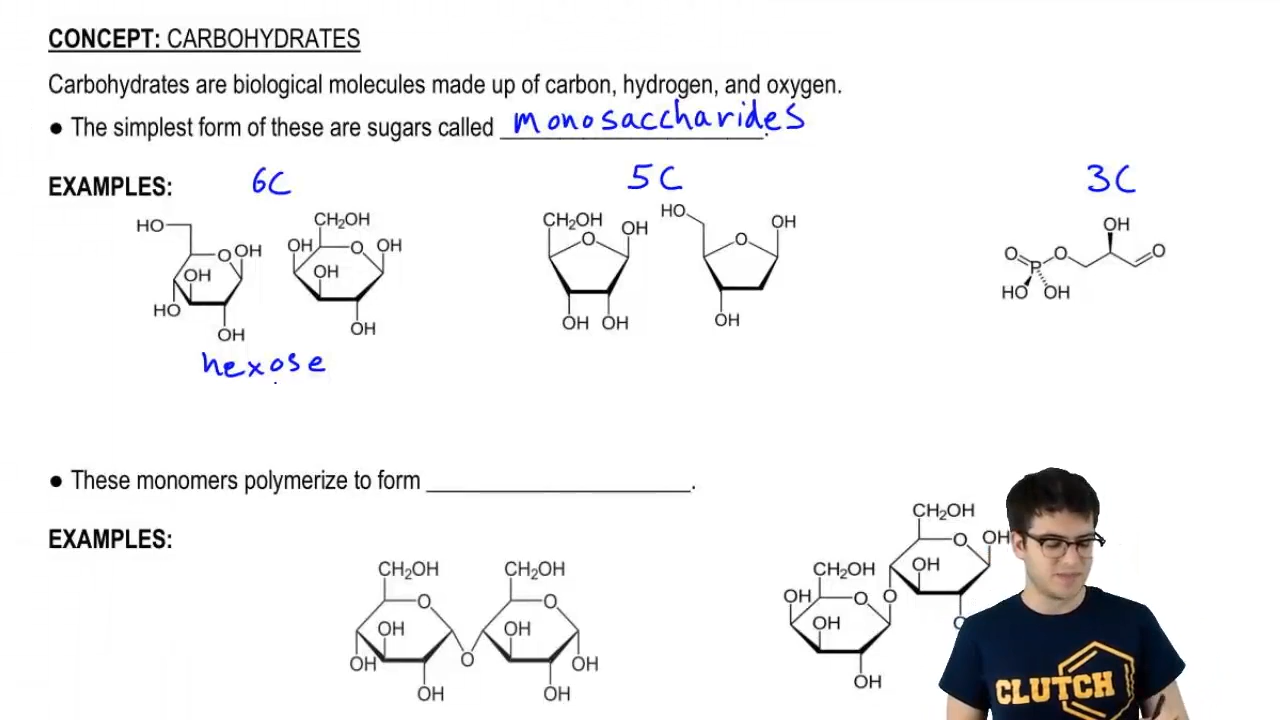 CONCEPT: CARBOHYDRATES
Carbohydrates are biological molecules made up of carbon, hydrogen, and oxygen.
● The simplest form of these are sugars called monosaccharides.
EXAMPLES:
6C
5C
3C
HO
O
OH
OH
HO
OH
CH2OH
OH
O
OH
OH
OH
CH2OH
O
OH
OH
OH
HO
O
OH
OH
OH
O
O
O
P
HO
OH
hexose
● These monomers polymerize to form ____________________.
EXAMPLES:
CH2OH
CH2OH
O
O
OH
OH
OH
O
OH
OH
OH
CH2OH
O
OH
OH
CH2OH
OH
O
O
OH
OH
O
CLUTCH